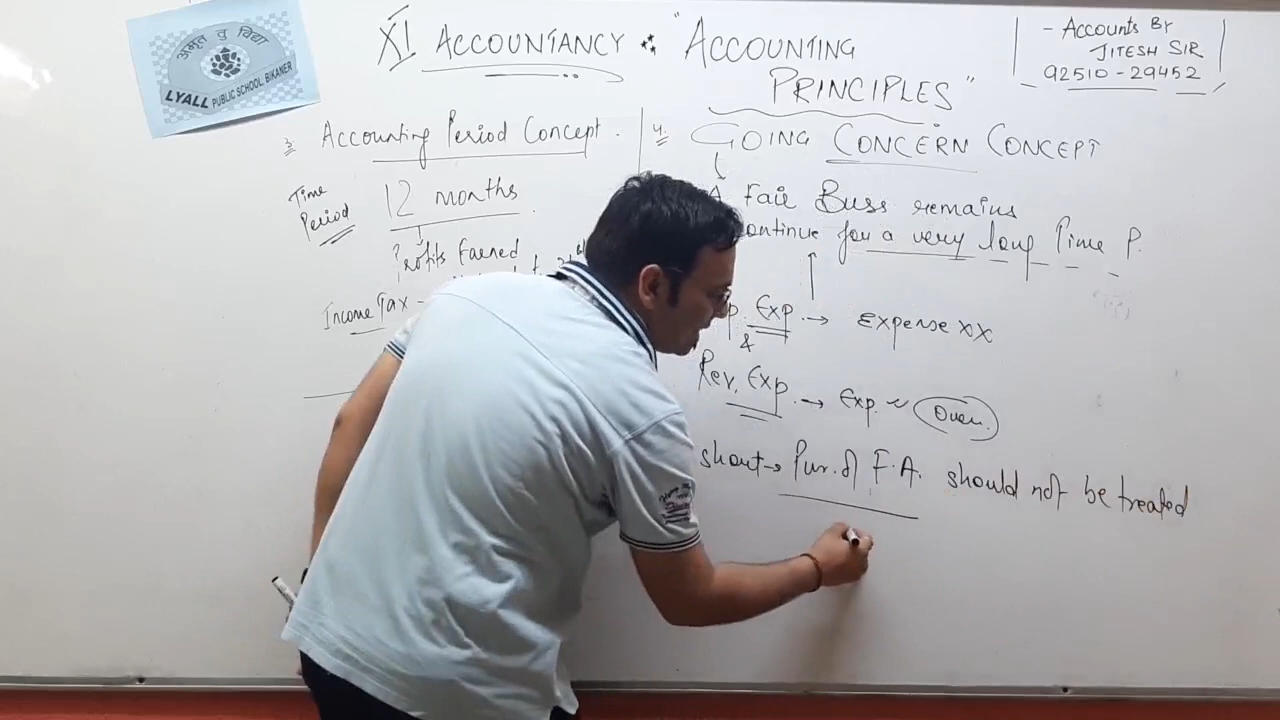 अमृतं तु विद्या
LYALL PUBLIC SCHOOL BIKANER
XI ACCOUNTANCY : "ACCOUNTING
PRINCIPLES"
- Accounts By
JITESH SIR
92510-29452
3. Accounting Period Concept.
Time
Period
12 months
Profits Earned
Income Tax -
4. GOING CONCERN CONCEPT
A Fair Buss remains
continue for a very long Time P.
Exp. → Expense XX
&
Rev. Exp. → Exp. ✓ Over.
short → Pur. of F.A. should not be treated